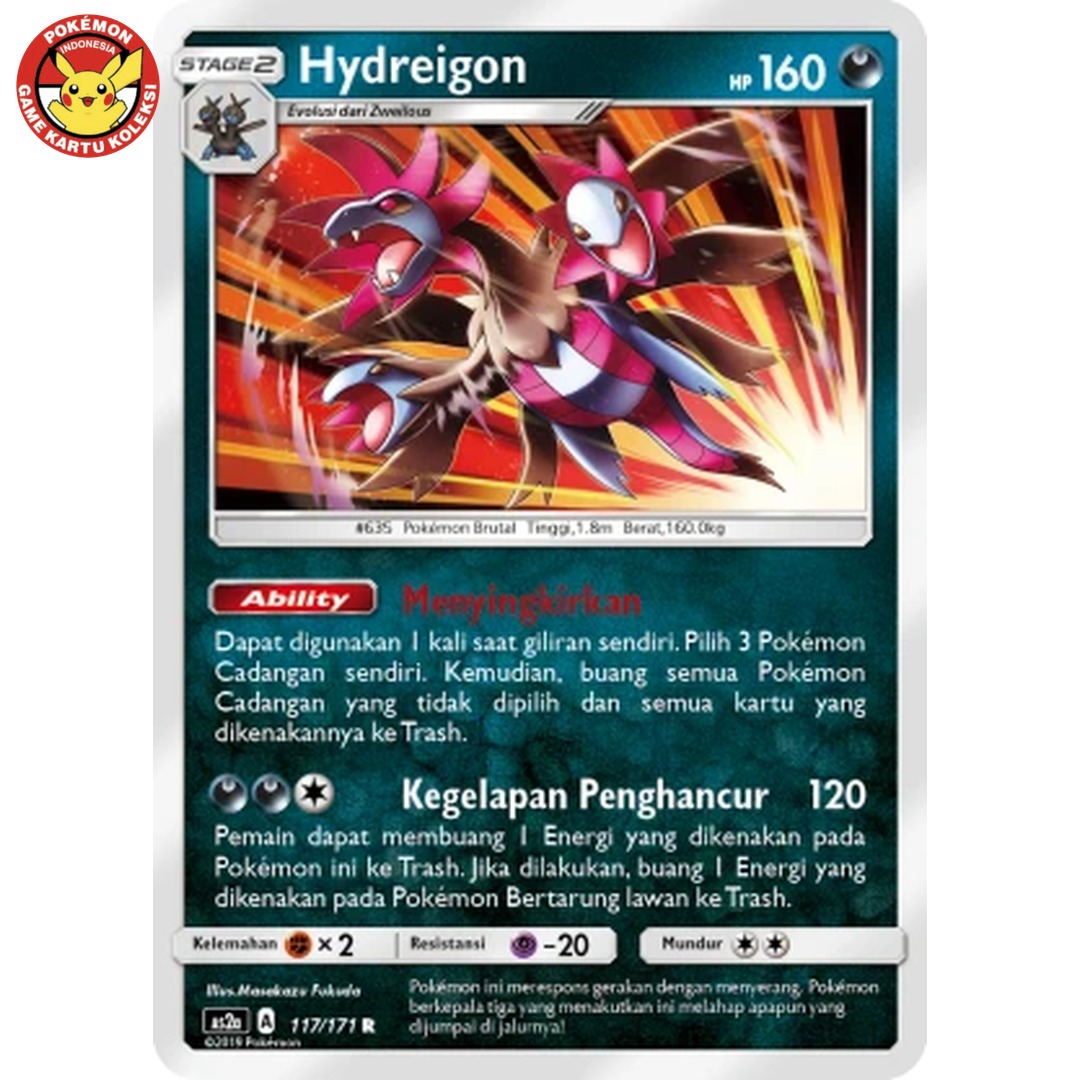 POKÉMON
INDONESIA
GAME KARTU KOLEKSI
STAGE2
Hydreigon
HP 160
Evolusi dari Zweilous
#635 Pokémon Brutal Tinggi,1.8m Berat,160.0kg
Ability
Menyingkirkan
Dapat digunakan 1 kali saat giliran sendiri. Pilih 3 Pokémon
Cadangan sendiri. Kemudian, buang semua Pokémon
Cadangan yang tidak dipilih dan semua kartu yang
dikenakannya ke Trash.
Kegelapan Penghancur 120
Pemain dapat membuang 1 Energi yang dikenakan pada
Pokémon ini ke Trash. Jika dilakukan, buang 1 Energi yang
dikenakan pada Pokémon Bertarung lawan ke Trash.
Kelemahan ×2 Resistansi -20 Mundur
Illus. Masakazu Fukuda
Pokémon ini merespons gerakan dengan menyerang. Pokémon
berkepala tiga yang menakutkan ini melahap apapun yang
dijumpai di jalurnya!
AS2a A 117/171 R
©2019 Pokémon